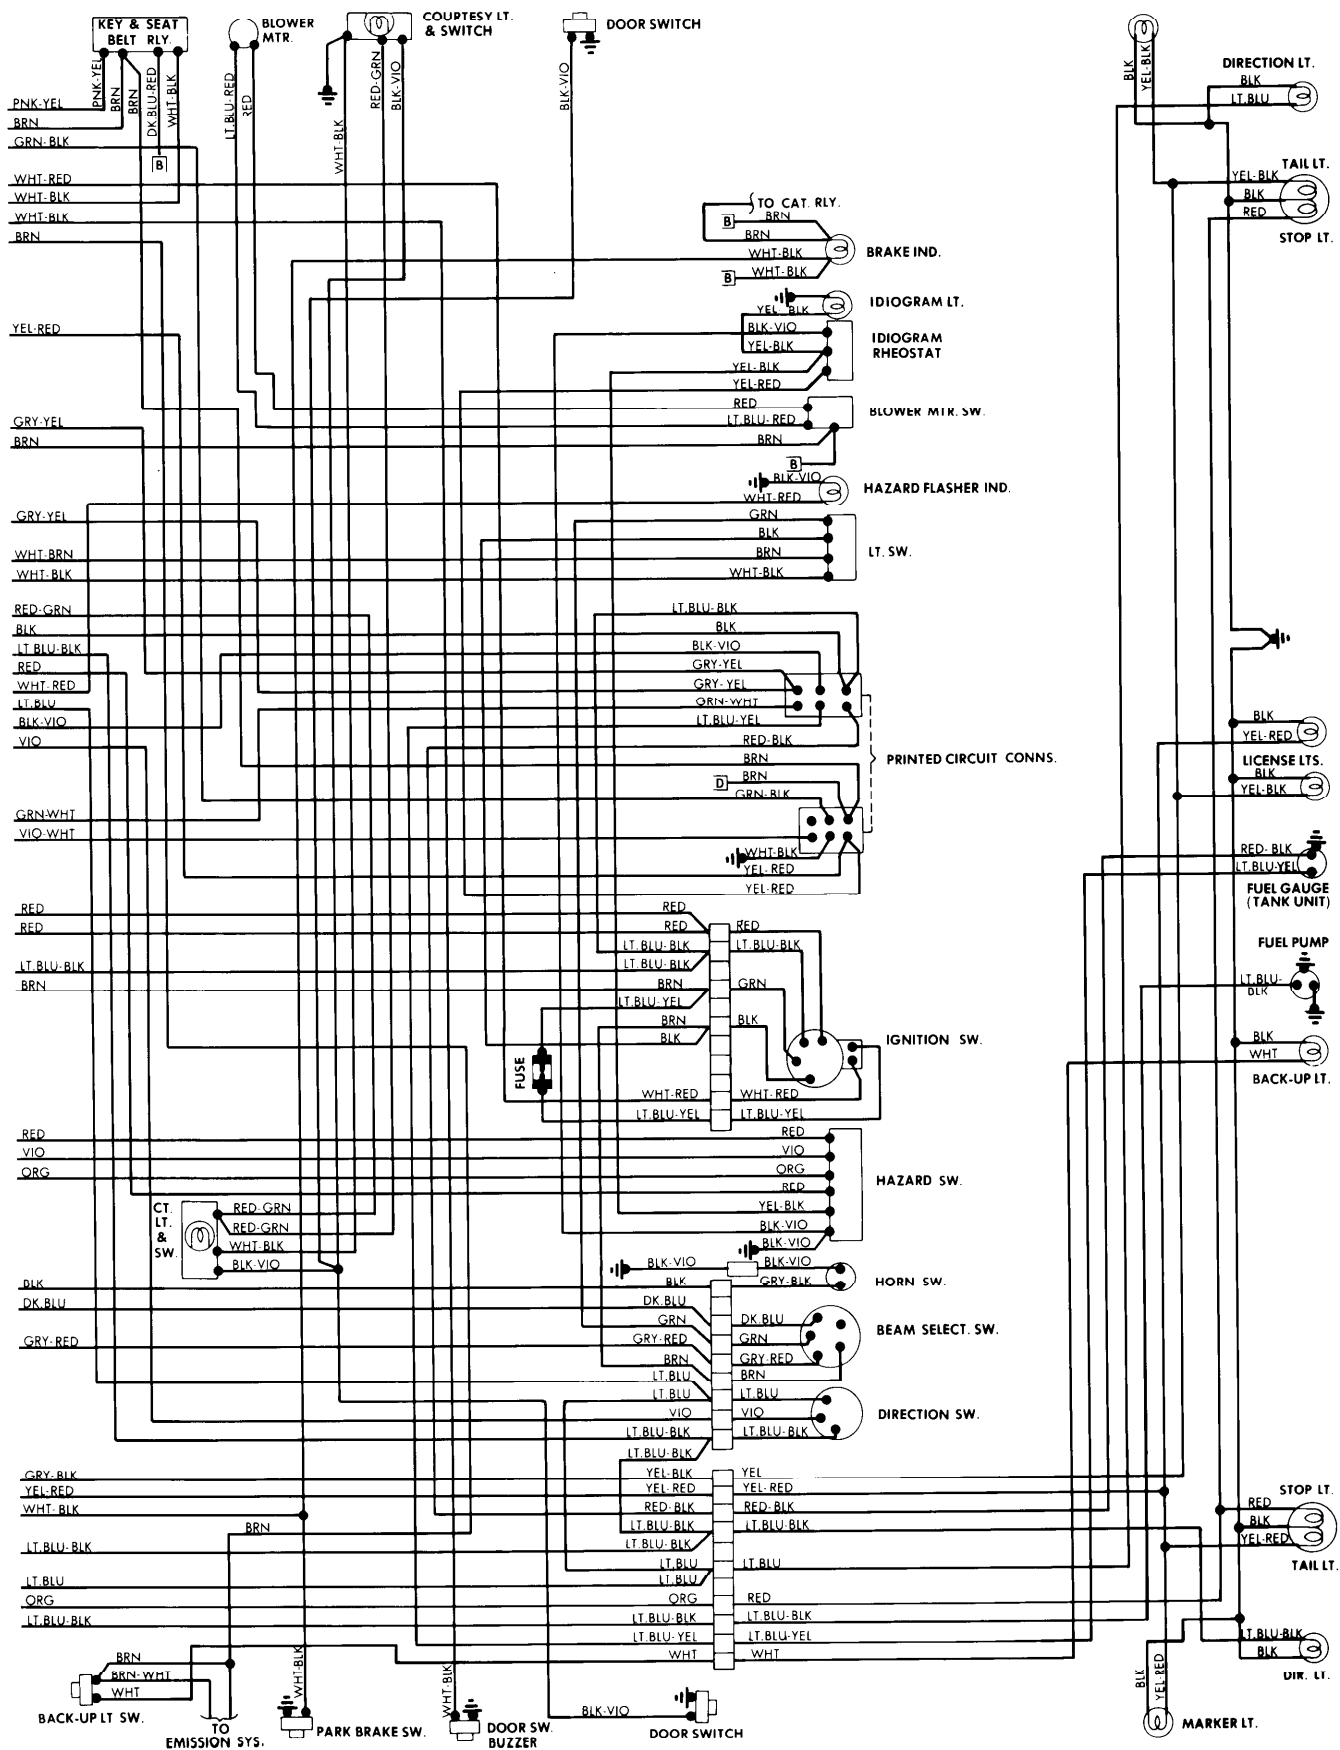 KEY & SEAT
BELT RLY.
BLOWER
MTR.
COURTESY LT.
& SWITCH
DOOR SWITCH
PNK-YEL
BRN
BRN
DK.BLU-RED
WHT-BLK
LT.BLU-RED
RED
WHT-BLK
RED-GRN
BLK-VIO
BLK-VIO
B
BLK
YEL-BLK
DIRECTION LT.
BLK
LT.BLU
TAIL LT.
YEL-BLK
BLK
RED
STOP LT.
PNK-YEL
BRN
GRN-BLK
WHT-RED
WHT-BLK
WHT-BLK
BRN
YEL-RED
GRY-YEL
BRN
GRY-YEL
WHT-BRN
WHT-BLK
RED-GRN
BLK
LT BLU-BLK
RED
WHT-RED
LT.BLU
BLK-VIO
VIO
GRN-WHT
VIO-WHT
RED
RED
LT.BLU-BLK
BRN
RED
VIO
ORG
BLK
DK.BLU
GRY-RED
GRY-BLK
YEL-RED
WHT-BLK
LT.BLU-BLK
LT.BLU
ORG
LT.BLU-BLK
TO CAT. RLY.
B
BRN
BRN
WHT-BLK
B
WHT-BLK
BRAKE IND.
YEL-BLK
IDIOGRAM LT.
BLK-VIO
YEL-BLK
YEL-BLK
YEL-RED
IDIOGRAM
RHEOSTAT
RED
LT.BLU-RED
BRN
B
BLOWER MTR. SW.
BLK-VIO
WHT-RED
HAZARD FLASHER IND.
GRN
BLK
BRN
WHT-BLK
LT. SW.
LT.BLU-BLK
BLK
BLK-VIO
GRY-YEL
GRY-YEL
GRN-WHT
LT.BLU-YEL
RED-BLK
BRN
D
BRN
GRN-BLK
PRINTED CIRCUIT CONNS.
WHT-BLK
YEL-RED
YEL-RED
RED
RED
RED
LT.BLU-BLK
LT.BLU-BLK
LT.BLU-BLK
BRN
GRN
LT.BLU-YEL
BRN
BLK
BLK
FUSE
IGNITION SW.
WHT-RED
WHT-RED
LT.BLU-YEL
LT.BLU-YEL
RED
VIO
ORG
RED
YEL-BLK
BLK-VIO
BLK-VIO
HAZARD SW.
CT.
LT.
&
SW.
RED-GRN
RED-GRN
WHT-BLK
BLK-VIO
BLK-VIO
BLK-VIO
BLK
GRY-BLK
HORN SW.
DK.BLU
DK.BLU
GRN
GRN
GRY-RED
GRY-RED
BRN
BRN
BEAM SELECT. SW.
LT.BLU
LT.BLU
LT.BLU
VIO
VIO
LT.BLU-BLK
LT.BLU-BLK
LT.BLU-BLK
DIRECTION SW.
YEL-BLK
YEL
YEL-RED
YEL-RED
RED-BLK
RED-BLK
LT.BLU-BLK
LT.BLU-BLK
LT.BLU-BLK
LT.BLU
LT.BLU
LT.BLU
ORG
RED
LT.BLU-BLK
LT.BLU-BLK
LT.BLU-YEL
LT.BLU-YEL
WHT
WHT
BLK
YEL-RED
LICENSE LTS.
BLK
YEL-BLK
RED-BLK
LT.BLU-YEL
FUEL GAUGE
(TANK UNIT)
FUEL PUMP
LT.BLU-
BLK
BLK
WHT
BACK-UP LT.
STOP LT.
RED
BLK
YEL-RED
TAIL LT.
LT.BLU-BLK
BLK
DIR. LT.
BLK
YEL-RED
MARKER LT.
BRN
BRN
BRN-WHT
WHT
BACK-UP LT SW.
TO
EMISSION SYS.
WHT-BLK
PARK BRAKE SW.
WHT-BLK
DOOR SW.
BUZZER
BLK-VIO
DOOR SWITCH